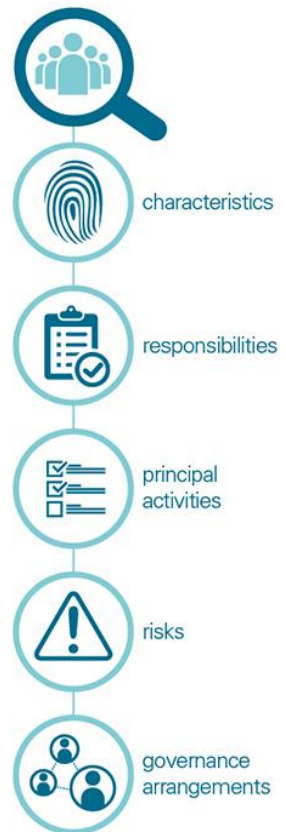 characteristics
responsibilities
principal
activities
risks
governance
arrangements